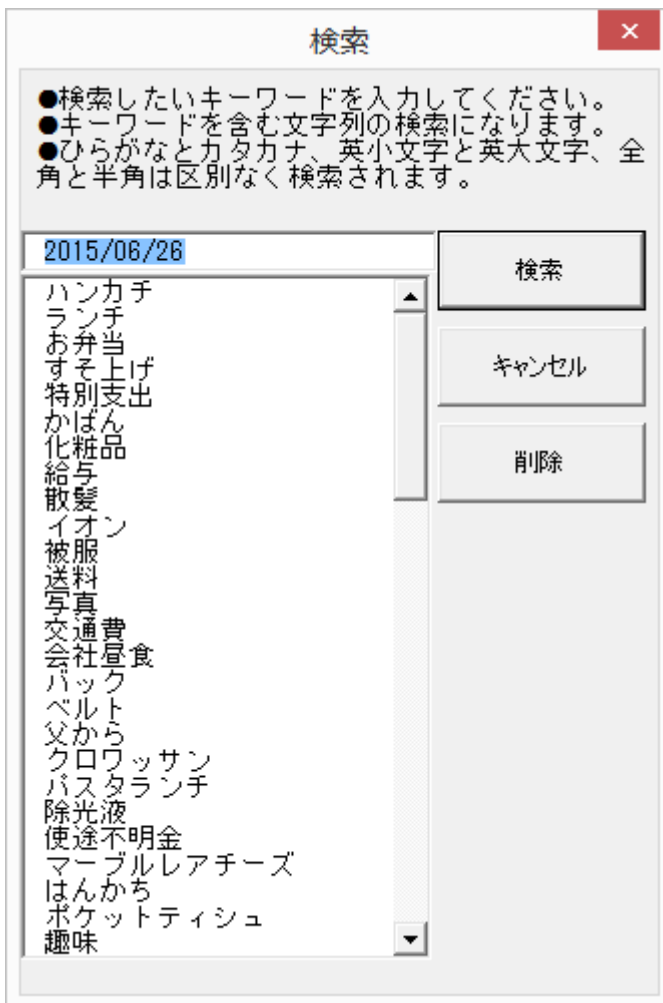 検索
●検索したいキーワードを入力してください。
●キーワードを含む文字列の検索になります。
●ひらがなとカタカナ、英小文字と英大文字、全
角と半角は区別なく検索されます。
2015/06/26
検索
キャンセル
削除
ハンカチ
ランチ
お弁当
すそ上げ
特別支出
かばん
化粧品
給与
散髪
イオン
被服
送料
写真
交通費
会社昼食
バック
ベルト
父から
クロワッサン
パスタランチ
除光液
使途不明金
マーブルレアチーズ
はんかち
ポケットティシュ
趣味